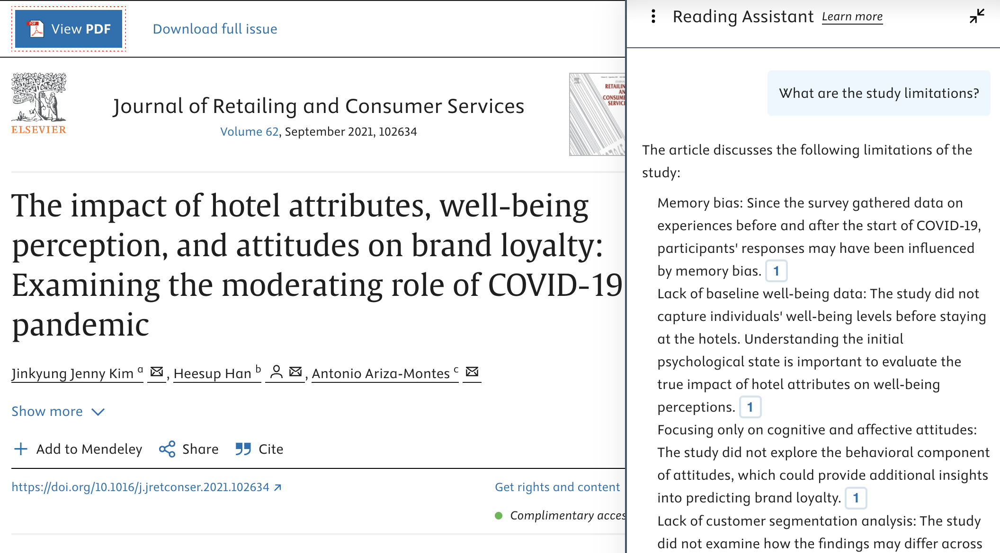 View PDF
Download full issue
ELSEVIER
Journal of Retailing and Consumer Services
Volume 62, September 2021, 102634
RETAILIN
AN
CONSUME
SERVIC
The impact of hotel attributes, well-being
perception, and attitudes on brand loyalty:
Examining the moderating role of COVID-19
pandemic
Jinkyung Jenny Kim a, Heesup Han b, Antonio Ariza-Montes c
Show more
Add to Mendeley Share Cite
https://doi.org/10.1016/j.jretconser.2021.102634
Get rights and content
Complimentary acces
Reading Assistant Learn more
What are the study limitations?
The article discusses the following limitations of the
study:
Memory bias: Since the survey gathered data on
experiences before and after the start of COVID-19,
participants' responses may have been influenced
by memory bias. 1
Lack of baseline well-being data: The study did not
capture individuals' well-being levels before staying
at the hotels. Understanding the initial
psychological state is important to evaluate the
true impact of hotel attributes on well-being
perceptions. 1
Focusing only on cognitive and affective attitudes:
The study did not explore the behavioral component
of attitudes, which could provide additional insights
into predicting brand loyalty. 1
Lack of customer segmentation analysis: The study
did not examine how the findings may differ across